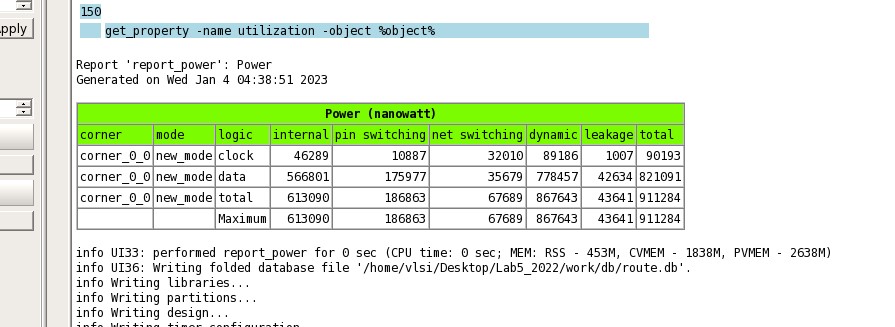 150
get_property -name utilization -object %object%
Apply
Report 'report_power': Power
Generated on Wed Jan 4 04:38:51 2023
Power (nanowatt)
corner mode logic internal pin switching net switching dynamic leakage total
corner_0_0 new_mode clock 46289 10887 32010 89186 1007 90193
corner_0_0 new_mode data 566801 175977 35679 778457 42634 821091
corner_0_0 new_mode total 613090 186863 67689 867643 43641 911284
Maximum 613090 186863 67689 867643 43641 911284
info UI33: performed report_power for 0 sec (CPU time: 0 sec; MEM: RSS - 453M, CVMEM - 1838M, PVMEM - 2638M)
info UI36: Writing folded database file '/home/vlsi/Desktop/Lab5_2022/work/db/route.db'.
info Writing libraries...
info Writing partitions...
info Writing design...
info Writing timer configuration